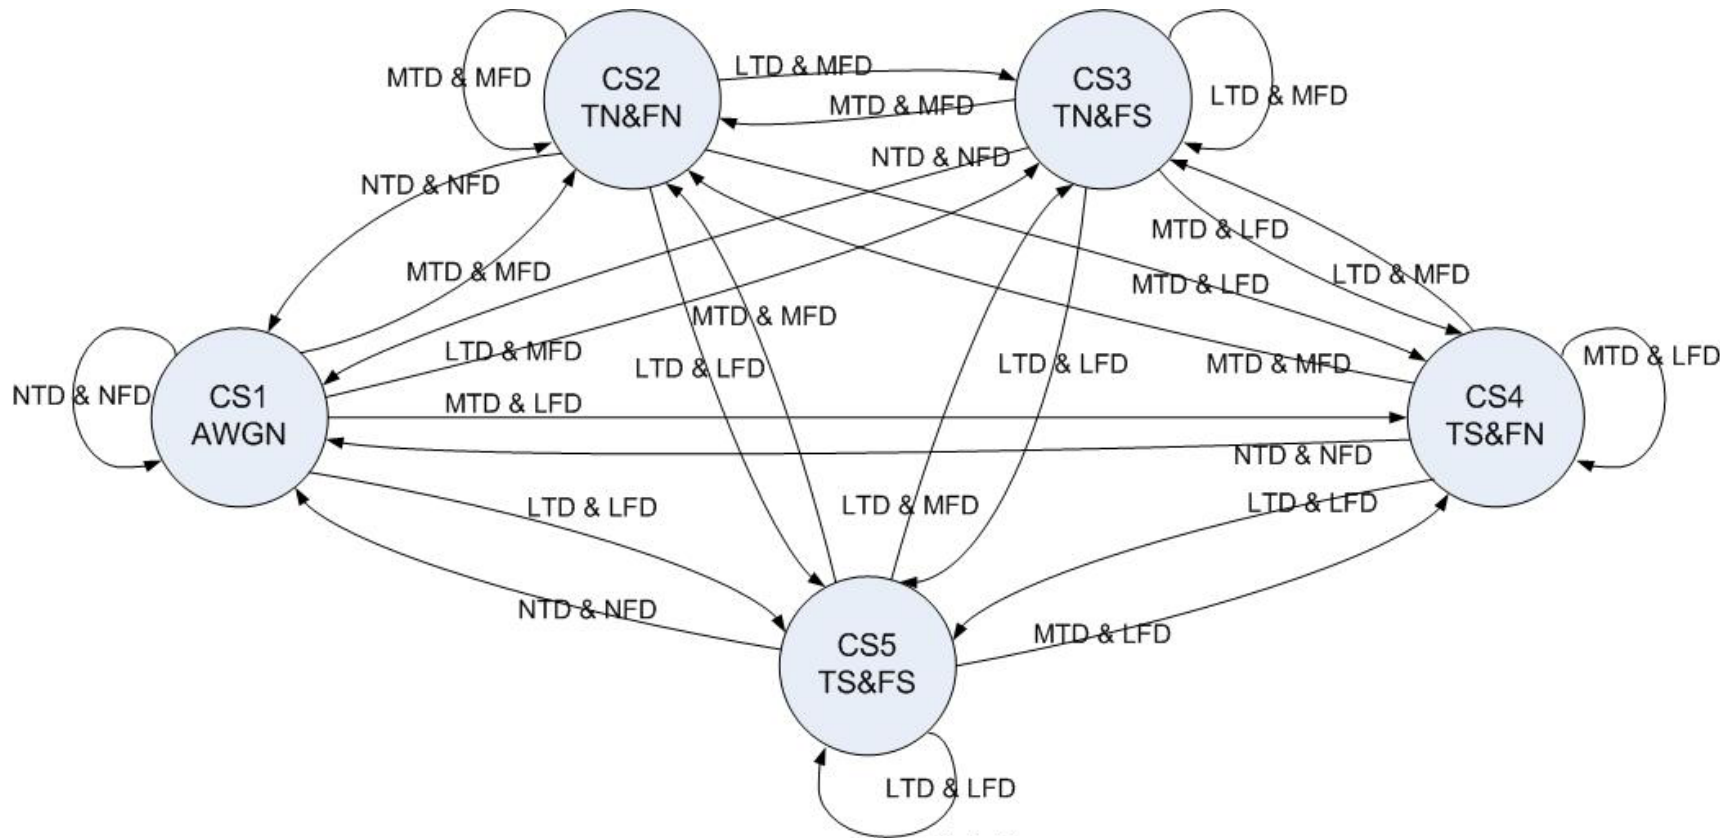 CS2
TN&FN
CS3
TN&FS
LTD & MFD
MTD & MFD
LTD & MFD
MTD & MFD
NTD & NFD
NTD & NFD
MTD & LFD
MTD & MFD
LTD & MFD
MTD & LFD
MTD & MFD
LTD & MFD
LTD & LFD
LTD & LFD
MTD & MFD
MTD & LFD
NTD & NFD
CS1
AWGN
MTD & LFD
CS4
TS&FN
NTD & NFD
LTD & LFD
LTD & MFD
LTD & LFD
NTD & NFD
MTD & LFD
CS5
TS&FS
LTD & LFD